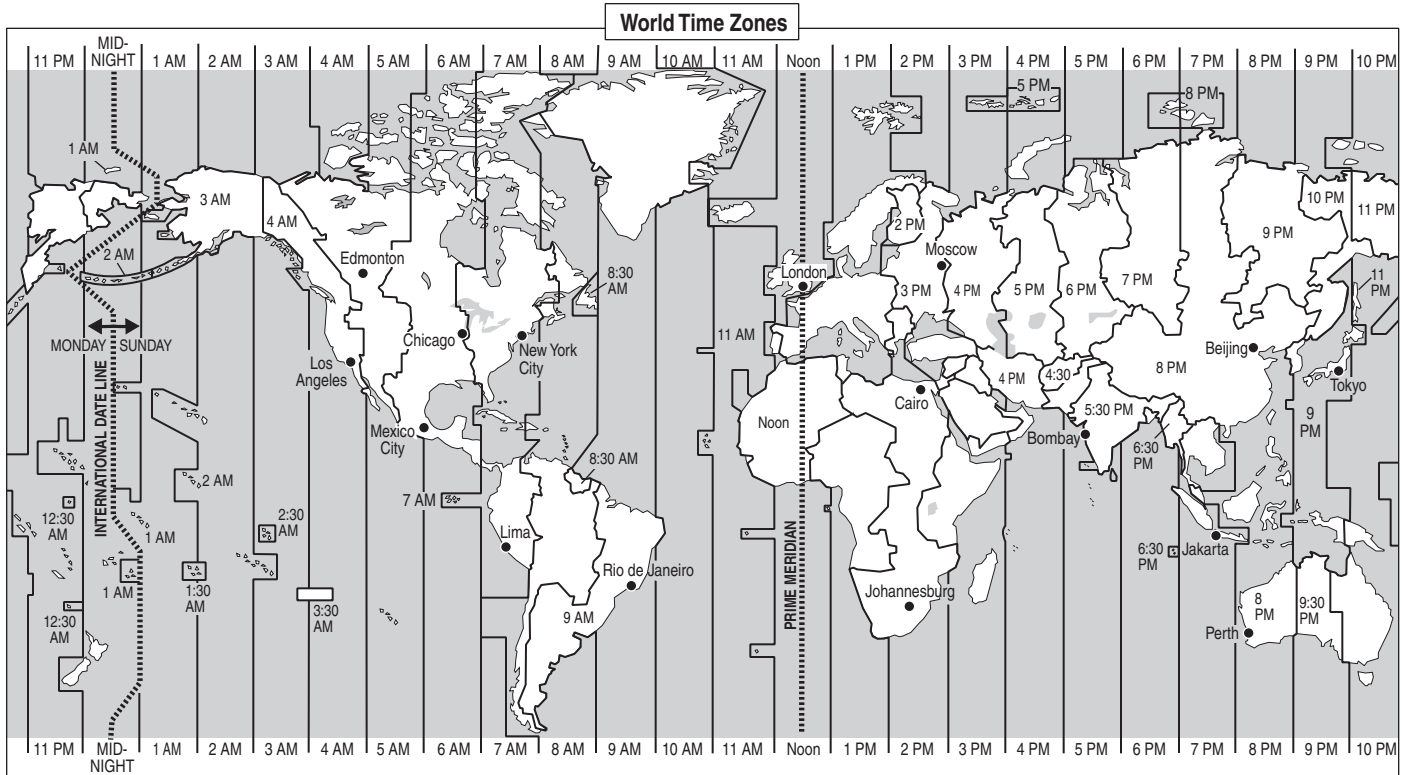 World Time Zones
11 PM
MID-
NIGHT
1 AM
2 AM
3 AM
4 AM
5 AM
6 AM
7 AM
8 AM
9 AM
10 AM
11 AM
Noon
1 PM
2 PM
3 PM
4 PM
5 PM
6 PM
7 PM
8 PM
9 PM
10 PM
5 PM
8 PM
1 AM
3 AM
4 AM
2 AM
Edmonton
8:30
AM
London
2 PM
Moscow
3 PM
4 PM
5 PM
6 PM
7 PM
9 PM
10 PM
11 PM
11
PM
MONDAY
SUNDAY
INTERNATIONAL DATE LINE
Chicago
New York
City
Los
Angeles
11 AM
Beijing
Tokyo
4 PM
4:30
8 PM
Cairo
5:30 PM
Noon
Mexico
City
Bombay
6:30
PM
9
PM
8:30 AM
2 AM
7 AM
12:30
AM
1 AM
2:30
AM
Lima
PRIME MERIDIAN
6:30
PM
Jakarta
1 AM
1:30
AM
Rio de Janeiro
3:30
AM
9 AM
Johannesburg
8
PM
9:30
PM
12:30
AM
Perth
11 PM
MID-
NIGHT
1 AM
2 AM
3 AM
4 AM
5 AM
6 AM
7 AM
8 AM
9 AM
10 AM
11 AM
Noon
1 PM
2 PM
3 PM
4 PM
5 PM
6 PM
7 PM
8 PM
9 PM
10 PM